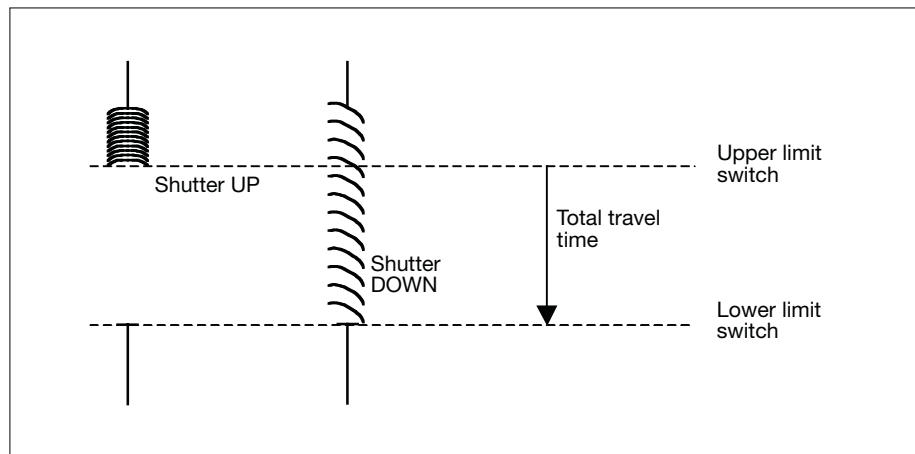 Upper limit
switch
Shutter UP
Total travel
time
Shutter
DOWN
Lower limit
switch